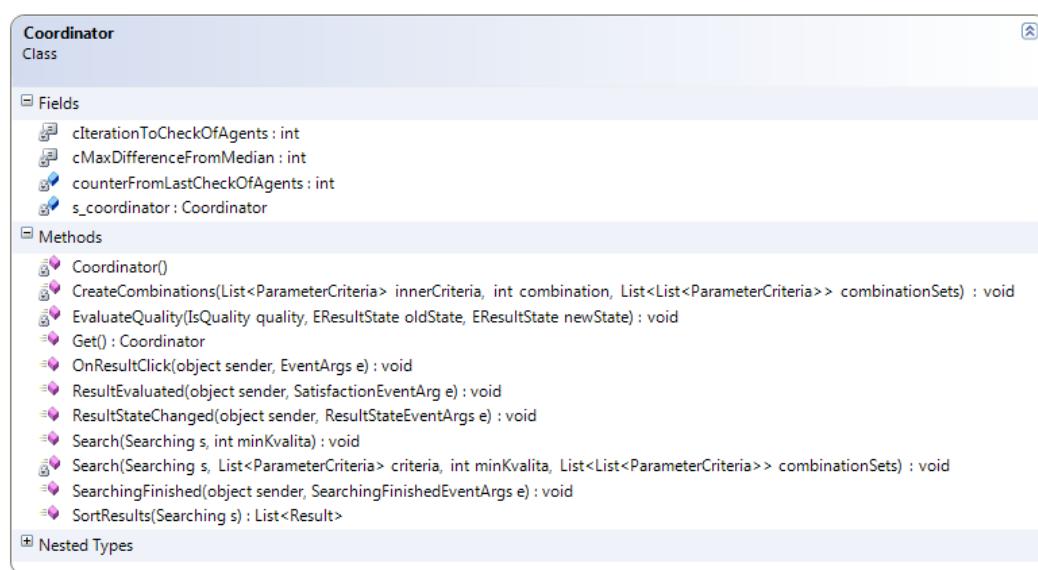 Coordinator
Class
Fields
cIterationToCheckOfAgents : int
cMaxDifferenceFromMedian : int
counterFromLastCheckOfAgents : int
s_coordinator : Coordinator
Methods
Coordinator()
CreateCombinations(List<ParameterCriteria> innerCriteria, int combination, List<List<ParameterCriteria>> combinationSets) : void
EvaluateQuality(IsQuality quality, EResultState oldState, EResultState newState) : void
Get() : Coordinator
OnResultClick(object sender, EventArgs e) : void
ResultEvaluated(object sender, SatisfactionEventArg e) : void
ResultStateChanged(object sender, ResultStateEventArgs e) : void
Search(Searching s, int minKvalita) : void
Search(Searching s, List<ParameterCriteria> criteria, int minKvalita, List<List<ParameterCriteria>> combinationSets) : void
SearchingFinished(object sender, SearchingFinishedEventArgs e) : void
SortResults(Searching s) : List<Result>
Nested Types